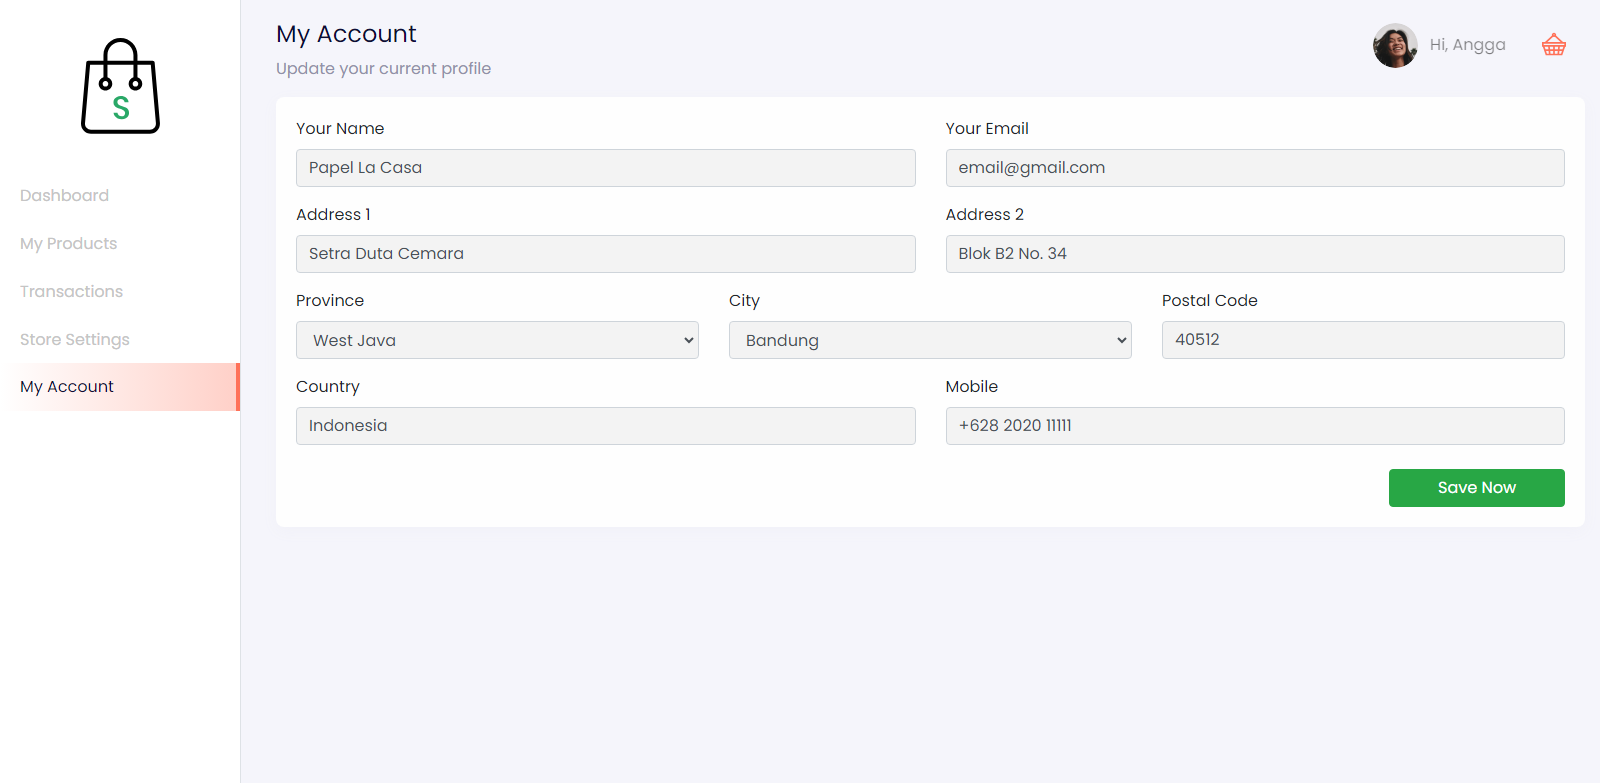 S
Dashboard
My Products
Transactions
Store Settings
My Account
My Account
Update your current profile
Hi, Angga
Your Name
Your Email
Papel La Casa
email@gmail.com
Address 1
Address 2
Setra Duta Cemara
Blok B2 No. 34
Province
City
Postal Code
West Java
Bandung
40512
Country
Mobile
Indonesia
+628 2020 11111
Save Now